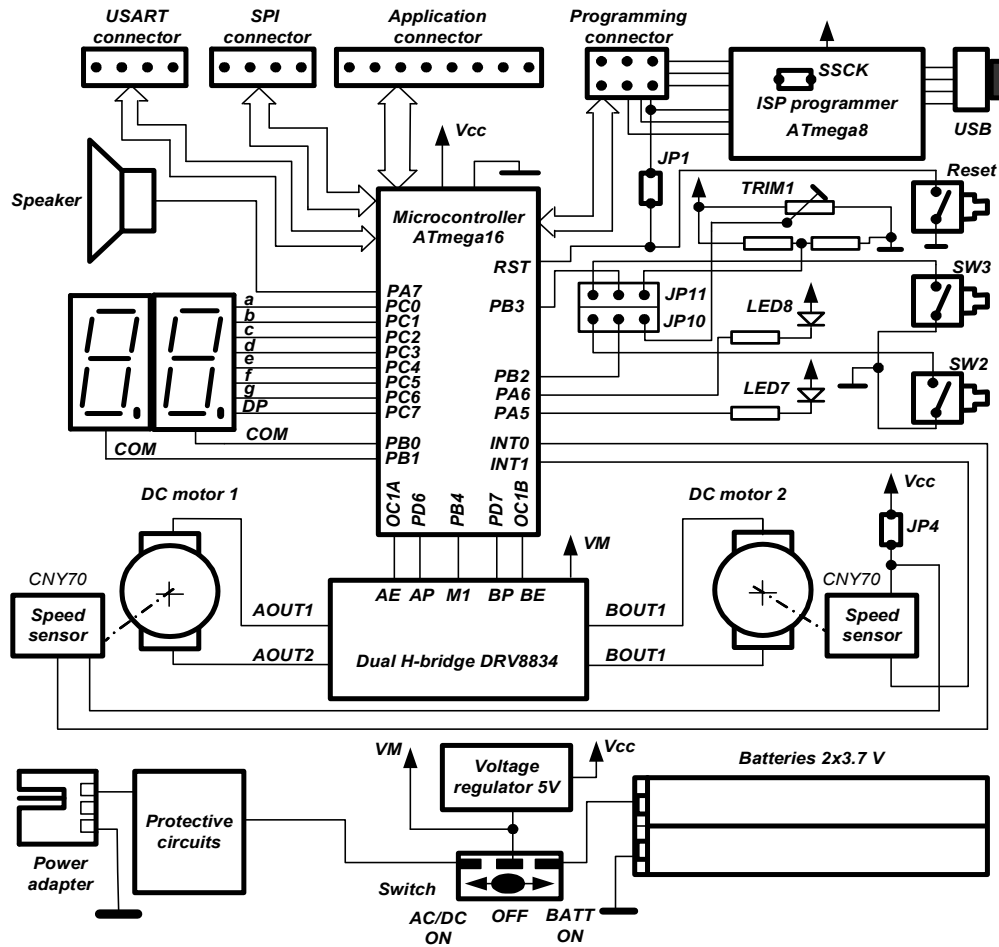 USART connector
SPI connector
Application connector
Programming connector
SSCK
ISP programmer
ATmega8
USB
Vcc
JP1
Reset
TRIM1
Speaker
Microcontroller
ATmega16
RST
SW3
PA7
a
PC0
b
PC1
c
PC2
d
PC3
e
PC4
f
PC5
g
PC6
DP
PC7
PB3
JP11
JP10
LED8
PB2
PA6
LED7
PA5
SW2
COM
PB0
COM
PB1
INT0
INT1
OC1A
PD6
PB4
PD7
OC1B
DC motor 1
DC motor 2
Vcc
JP4
VM
CNY70
Speed sensor
AE
AP
M1
BP
BE
AOUT1
BOUT1
CNY70
Speed sensor
AOUT2
Dual H-bridge DRV8834
BOUT1
VM
Voltage regulator 5V
Vcc
Batteries 2x3.7 V
Protective circuits
Power adapter
Switch
AC/DC ON
OFF
BATT ON